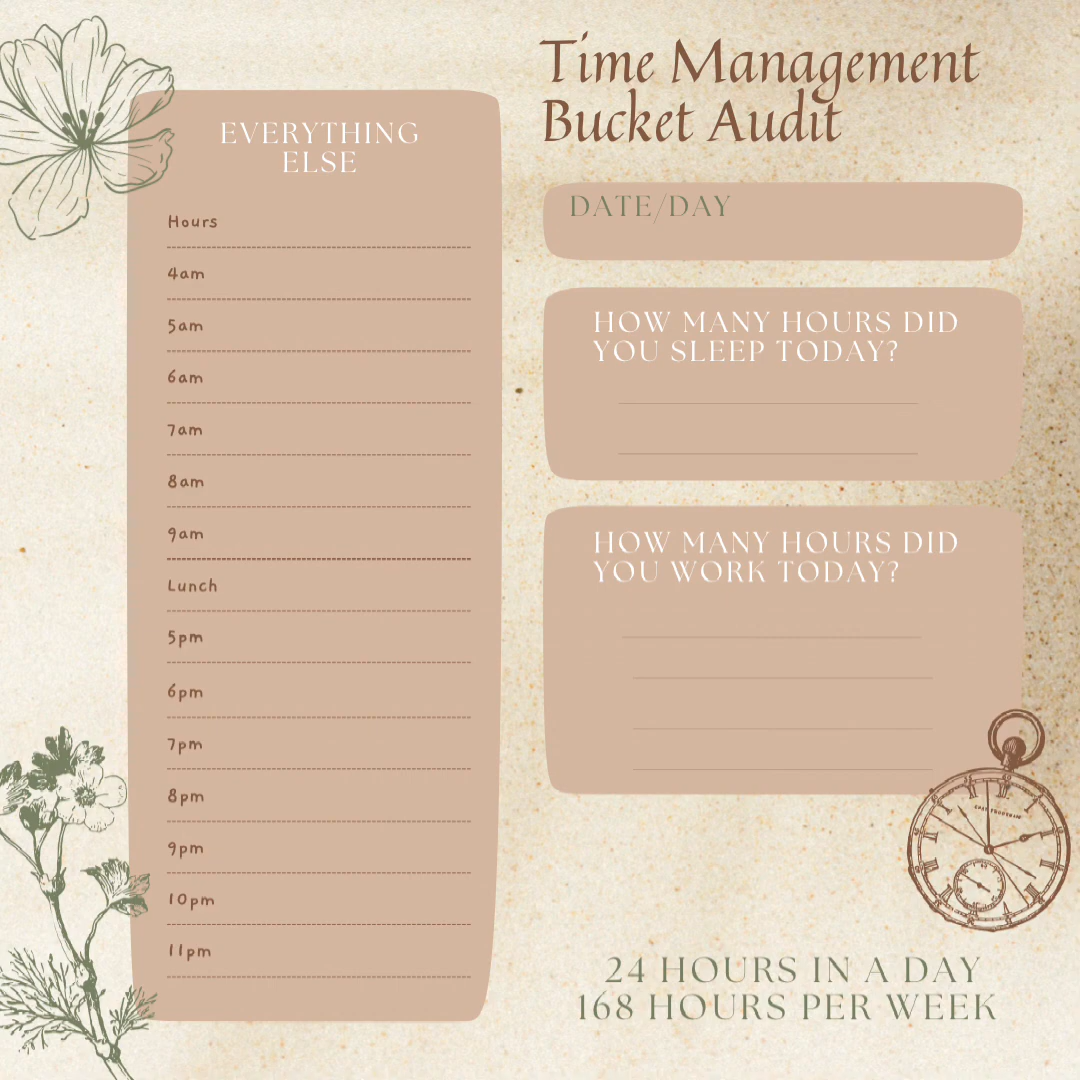 Time Management
Bucket Audit
EVERYTHING
ELSE
Hours
4am
5am
6am
7am
8am
9am
Lunch
5pm
6pm
7pm
8pm
9pm
10pm
11pm
DATE/DAY
HOW MANY HOURS DID
YOU SLEEP TODAY?
HOW MANY HOURS DID
YOU WORK TODAY?
24 HOURS IN A DAY
168 HOURS PER WEEK